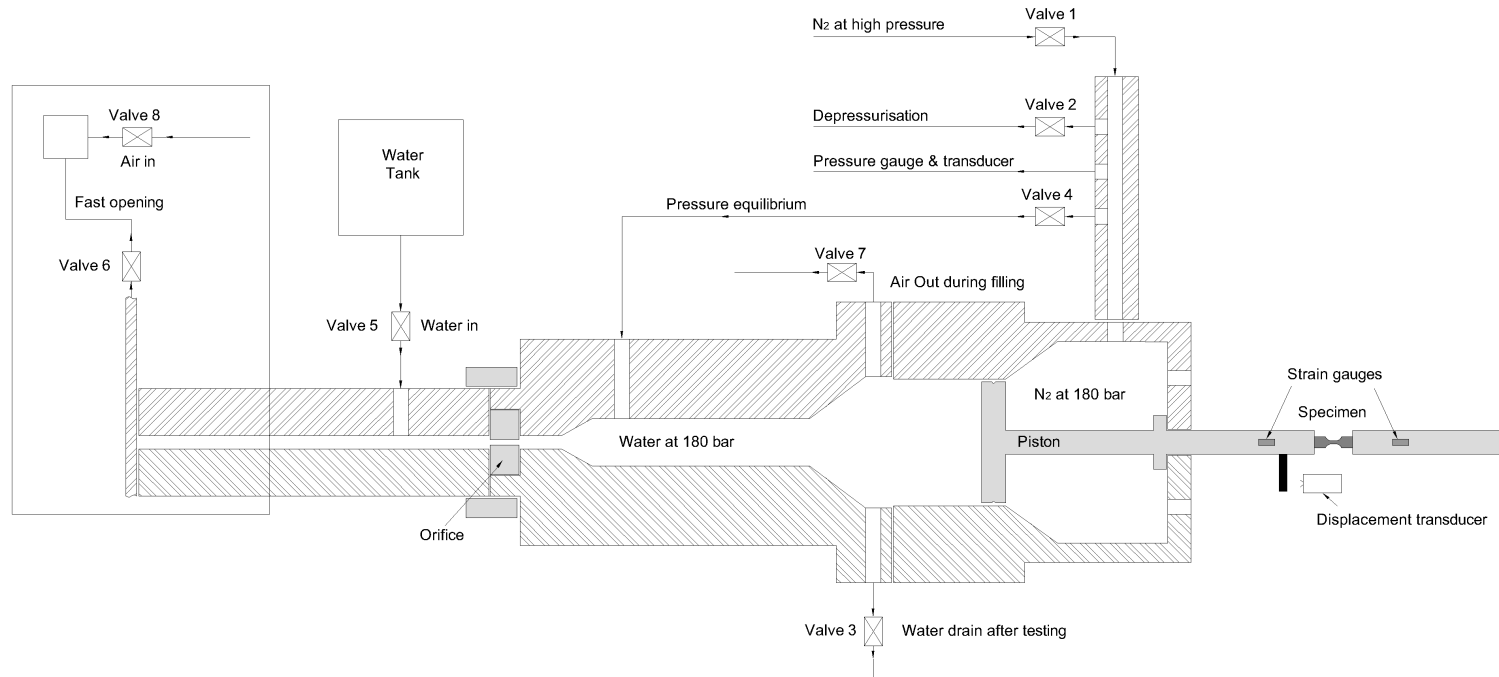 Valve 1
N2 at high pressure
Valve 8
Valve 2
Depressurisation
Air in
Water
Tank
Pressure gauge & transducer
Valve 4
Fast opening
Pressure equilibrium
Valve 7
Valve 6
Air Out during filling
Valve 5
Water in
Strain gauges
N2 at 180 bar
Specimen
Water at 180 bar
Piston
Orifice
Displacement transducer
Valve 3
Water drain after testing